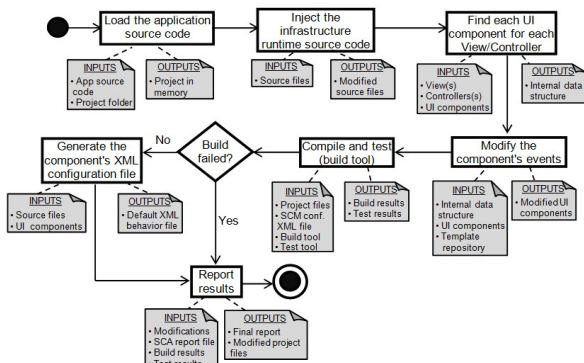 Load the application
source code
INPUTS
• App source
code
• Project folder
OUTPUTS
• Project in
memory
Inject the
infrastructure
runtime source code
INPUTS
• Source files
OUTPUTS
• Modified
source files
Find each UI
component for each
View/Controller
INPUTS
• View(s)
• Controllers(s)
• UI components
OUTPUTS
• Internal data
structure
Modify the
component's events
INPUTS
• Internal data
structure
• UI components
• Template
repository
OUTPUTS
• Modified UI
components
Compile and test
(build tool)
INPUTS
• Project files
• SCM conf.
XML file
• Build tool
• Test tool
OUTPUTS
• Build results
• Test results
Build
failed?
No
Yes
Generate the
component's XML
configuration file
INPUTS
• Source files
• UI components
OUTPUTS
• Default XML
behavior file
Report
results
INPUTS
• Modifications
• SCA report file
• Build results
• Test results
OUTPUTS
• Final report
• Modified project
files